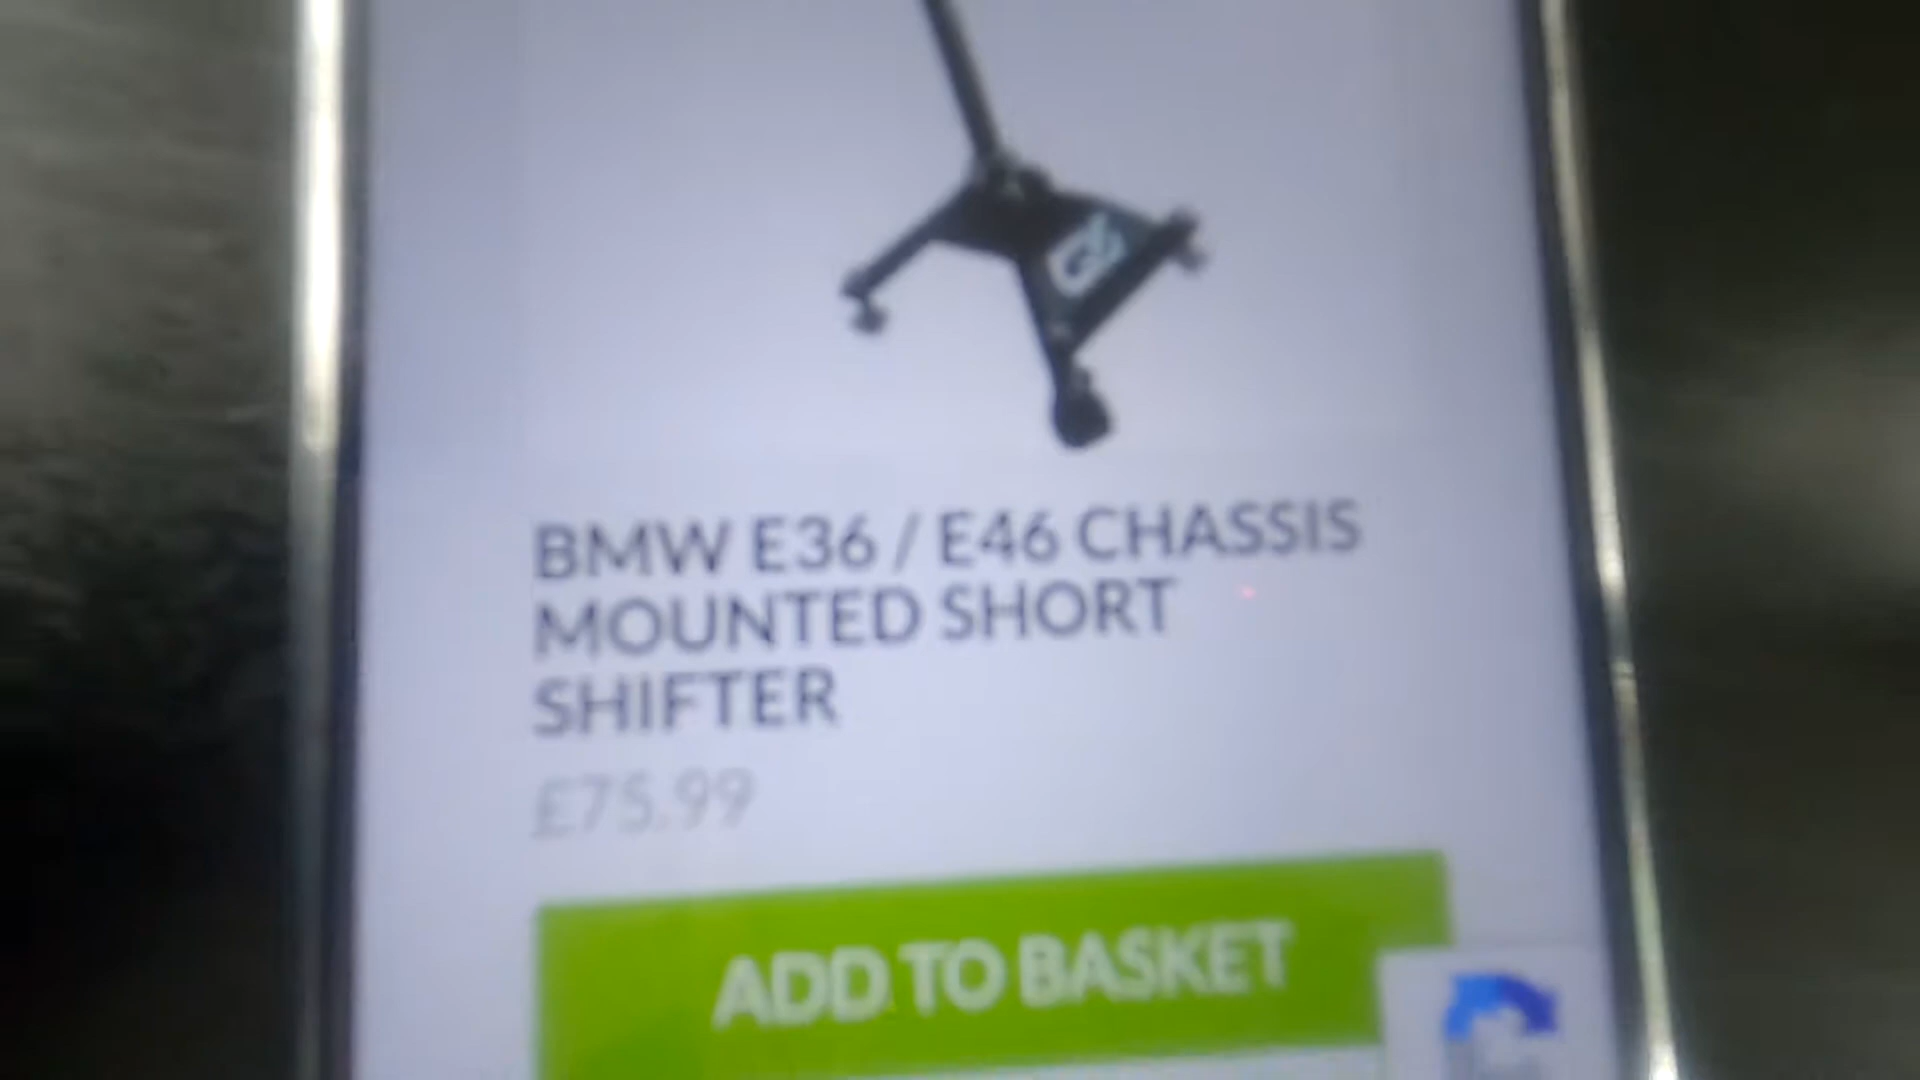 BMW E36 / E46 CHASSIS
MOUNTED SHORT
SHIFTER
£75.99
ADD TO BASKET